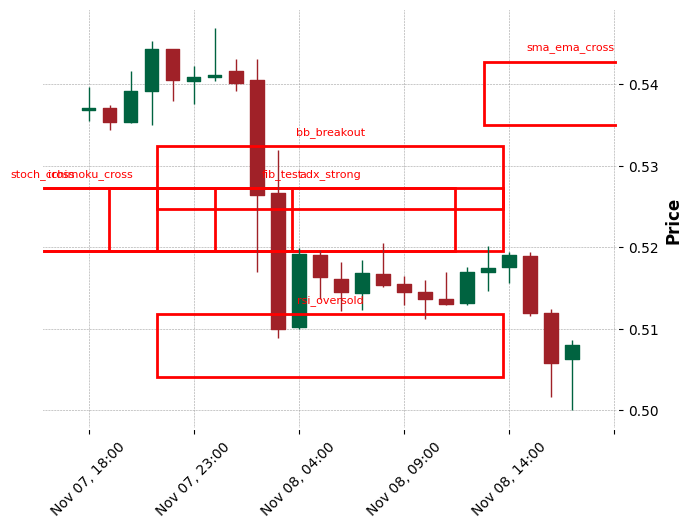 sma_ema_cross
0.54
bb_breakout
0.53
stoch_cross
ichimoku_cross
fib_test
adx_strong
0.52
Price
rsi_oversold
0.51
0.50
Nov 07, 18:00
Nov 07, 23:00
Nov 08, 04:00
Nov 08, 09:00
Nov 08, 14:00